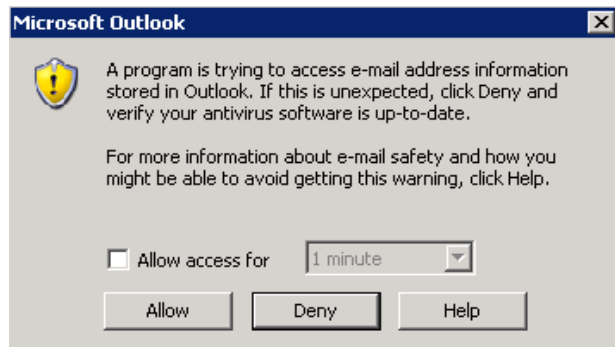 Microsoft Outlook
A program is trying to access e-mail address information
stored in Outlook. If this is unexpected, click Deny and
verify your antivirus software is up-to-date.
For more information about e-mail safety and how you
might be able to avoid getting this warning, click Help.
Allow access for 1 minute
Allow Deny Help